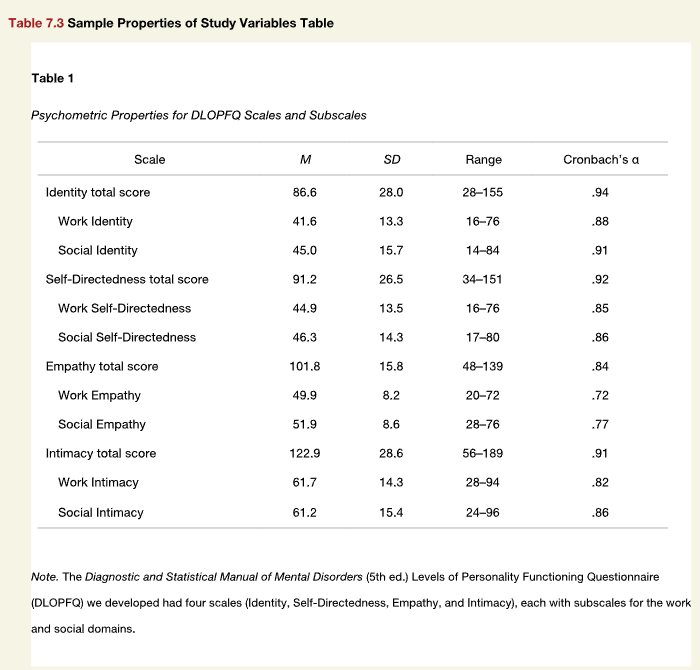 Table 7.3 Sample Properties of Study Variables Table
Table 1
Psychometric Properties for DLOPFQ Scales and Subscales
Scale M SD Range Cronbach's α
Identity total score 86.6 28.0 28–155 .94
Work Identity 41.6 13.3 16–76 .88
Social Identity 45.0 15.7 14–84 .91
Self-Directedness total score 91.2 26.5 34–151 .92
Work Self-Directedness 44.9 13.5 16–76 .85
Social Self-Directedness 46.3 14.3 17–80 .86
Empathy total score 101.8 15.8 48–139 .84
Work Empathy 49.9 8.2 20–72 .72
Social Empathy 51.9 8.6 28–76 .77
Intimacy total score 122.9 28.6 56–189 .91
Work Intimacy 61.7 14.3 28–94 .82
Social Intimacy 61.2 15.4 24–96 .86
Note. The Diagnostic and Statistical Manual of Mental Disorders (5th ed.) Levels of Personality Functioning Questionnaire
(DLOPFQ) we developed had four scales (Identity, Self-Directedness, Empathy, and Intimacy), each with subscales for the work
and social domains.